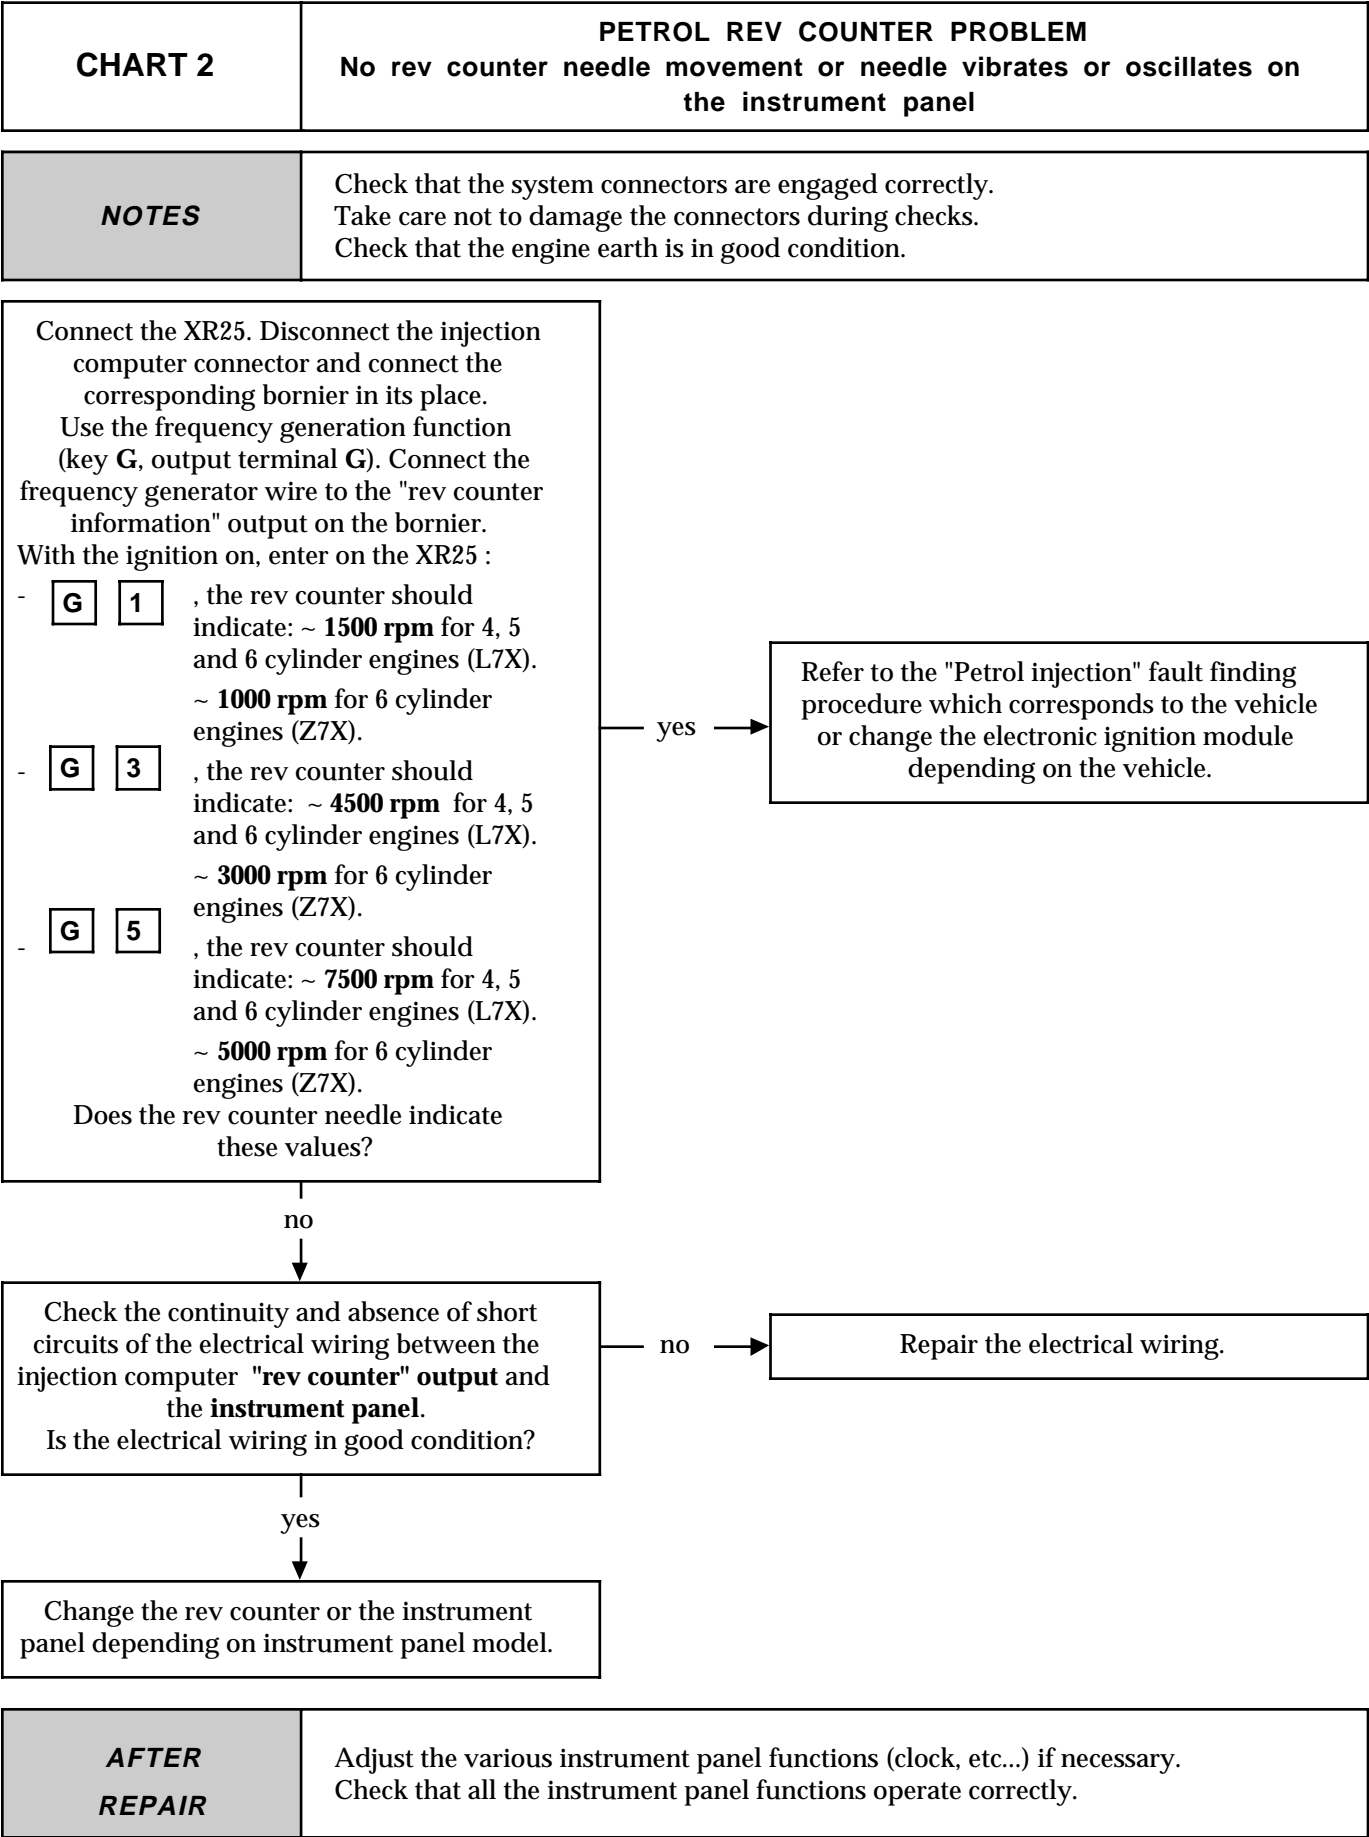 CHART 2
PETROL REV COUNTER PROBLEM
No rev counter needle movement or needle vibrates or oscillates on
the instrument panel
NOTES
Check that the system connectors are engaged correctly.
Take care not to damage the connectors during checks.
Check that the engine earth is in good condition.
Connect the XR25. Disconnect the injection
computer connector and connect the
corresponding bornier in its place.
Use the frequency generation function
(key G, output terminal G). Connect the
frequency generator wire to the "rev counter
information" output on the bornier.
With the ignition on, enter on the XR25 :
- G 1 , the rev counter should
indicate: ~ 1500 rpm for 4, 5
and 6 cylinder engines (L7X).
~ 1000 rpm for 6 cylinder
engines (Z7X).
- G 3 , the rev counter should
indicate: ~ 4500 rpm for 4, 5
and 6 cylinder engines (L7X).
~ 3000 rpm for 6 cylinder
engines (Z7X).
- G 5 , the rev counter should
indicate: ~ 7500 rpm for 4, 5
and 6 cylinder engines (L7X).
~ 5000 rpm for 6 cylinder
engines (Z7X).
Does the rev counter needle indicate
these values?
yes
Refer to the "Petrol injection" fault finding
procedure which corresponds to the vehicle
or change the electronic ignition module
depending on the vehicle.
no
Check the continuity and absence of short
circuits of the electrical wiring between the
injection computer "rev counter" output and
the instrument panel.
Is the electrical wiring in good condition?
no
Repair the electrical wiring.
yes
Change the rev counter or the instrument
panel depending on instrument panel model.
AFTER
REPAIR
Adjust the various instrument panel functions (clock, etc...) if necessary.
Check that all the instrument panel functions operate correctly.